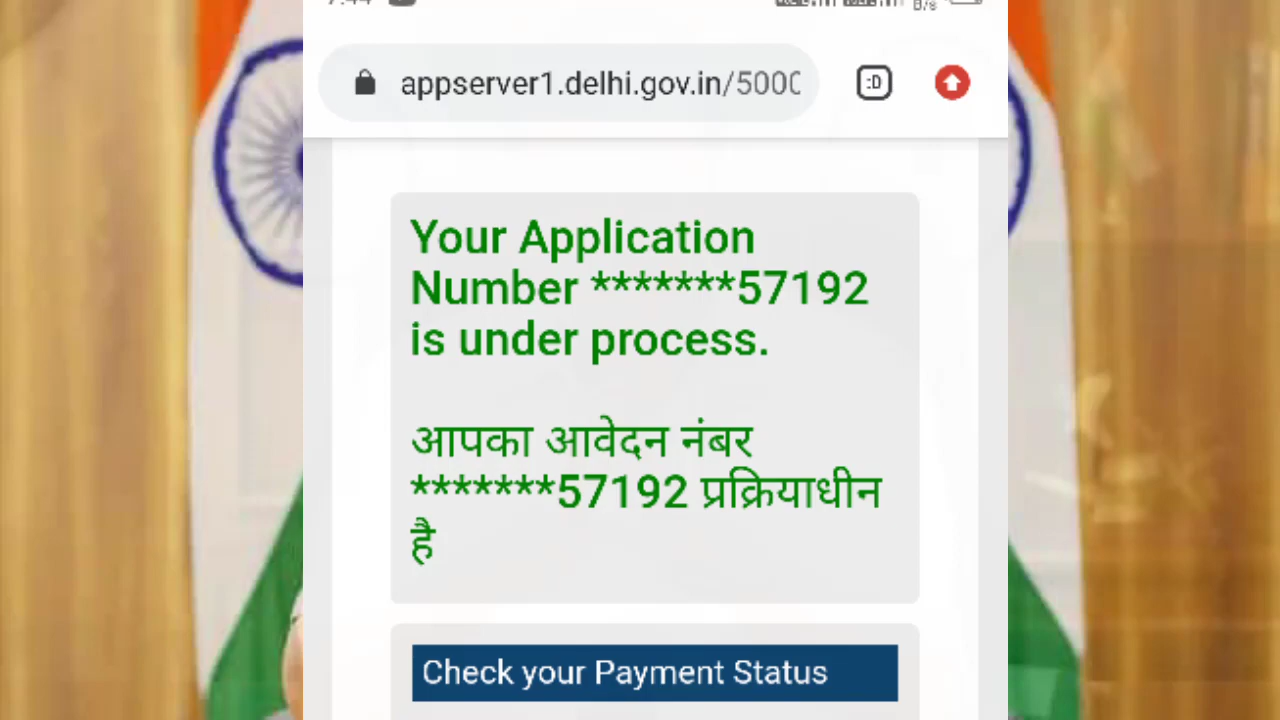 B/s
appserver1.delhi.gov.in/500
:D
Your Application
Number *******57192
is under process.
आपका आवेदन नंबर
*******57192 प्रक्रियाधीन
है
Check your Payment Status